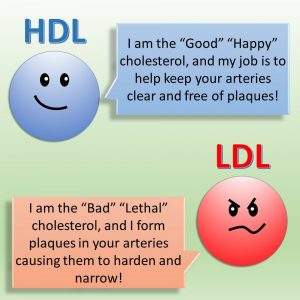 HDL
I am the “Good” “Happy”
cholesterol, and my job is to
help keep your arteries
clear and free of plaques!
LDL
I am the “Bad” “Lethal”
cholesterol, and I form
plaques in your arteries
causing them to harden and
narrow!